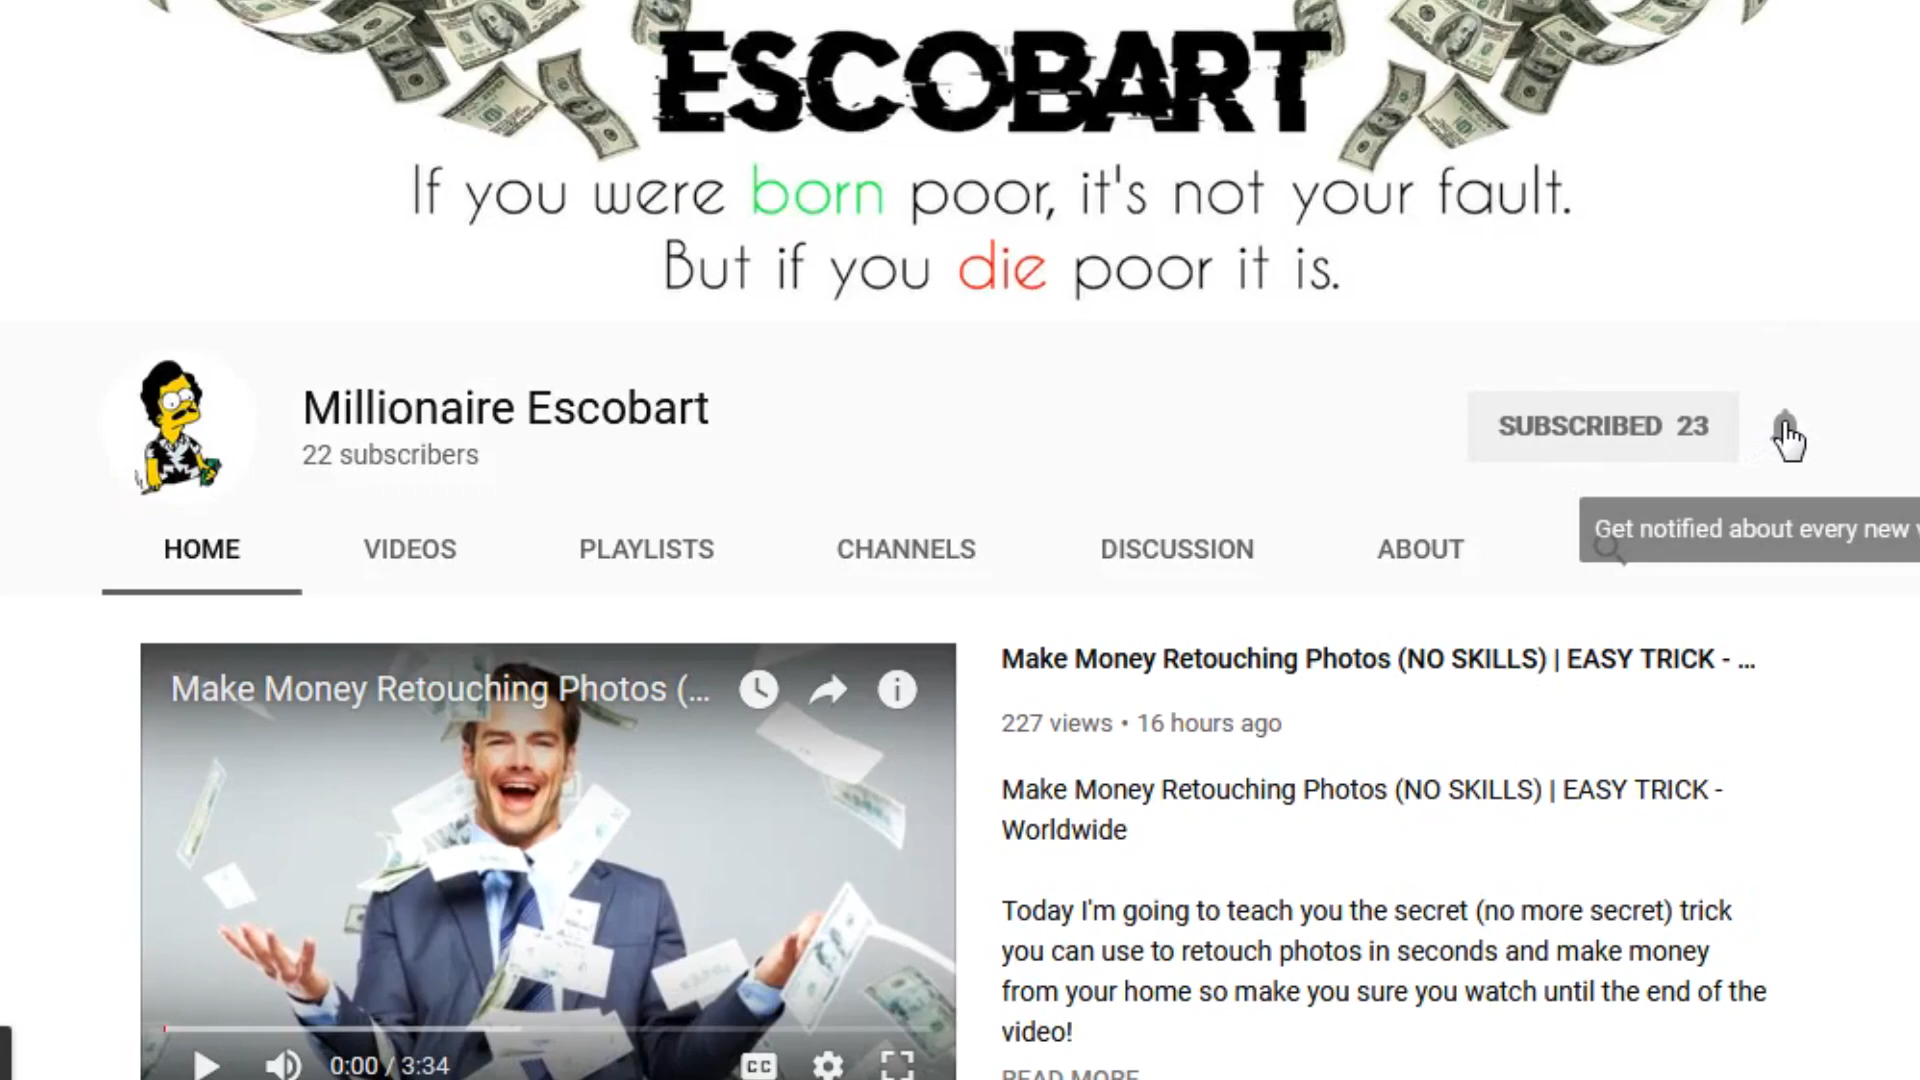 ESCOBART
If you were born poor, it's not your fault.
But if you die poor it is.
Millionaire Escobart
22 subscribers
SUBSCRIBED 23
Get notified about every new
HOME
VIDEOS
PLAYLISTS
CHANNELS
DISCUSSION
ABOUT
Make Money Retouching Photos (...
0:00 / 3:34
CC
Make Money Retouching Photos (NO SKILLS) | EASY TRICK - ...
227 views • 16 hours ago
Make Money Retouching Photos (NO SKILLS) | EASY TRICK -
Worldwide
Today I'm going to teach you the secret (no more secret) trick
you can use to retouch photos in seconds and make money
from your home so make you sure you watch until the end of the
video!
READ MORE